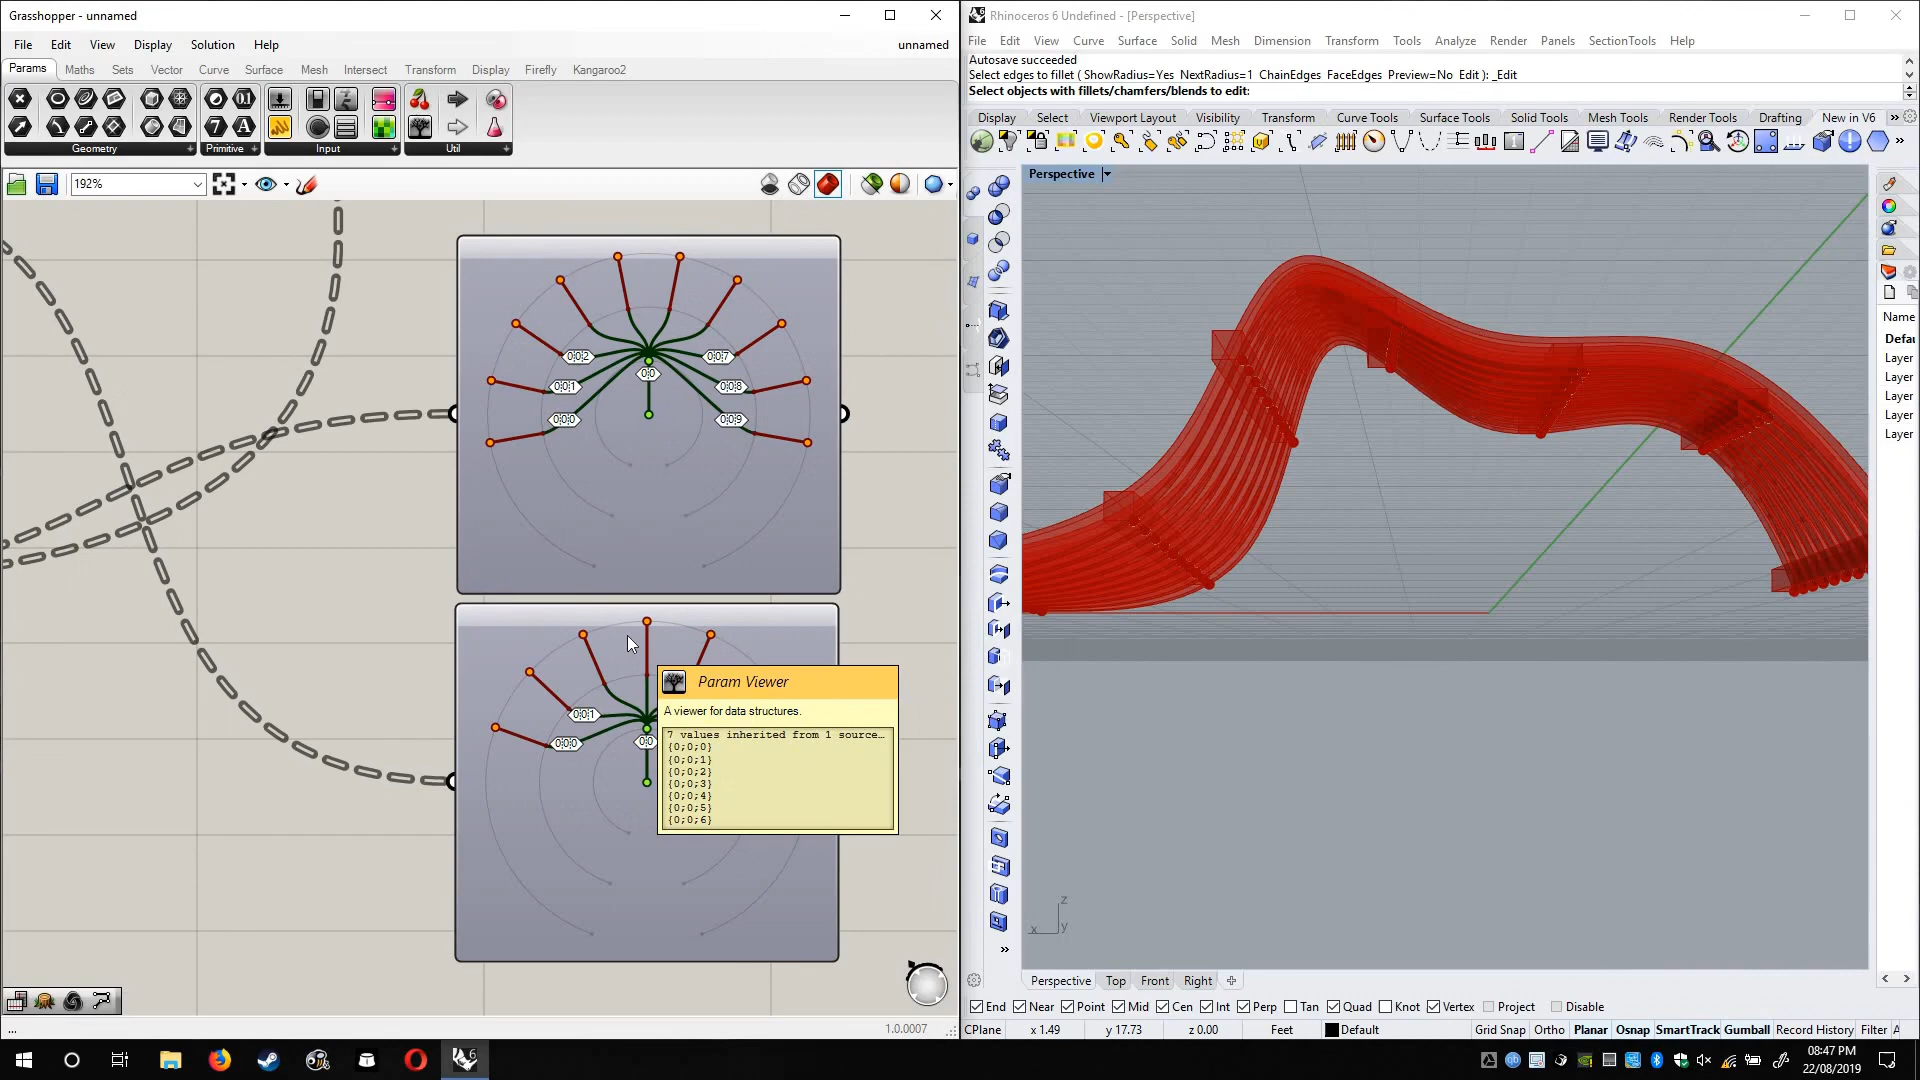 Grasshopper - unnamed
File Edit View Display Solution Help
unnamed
Params Maths Sets Vector Curve Surface Mesh Intersect Transform Display Firefly Kangaroo2
Geometry
Primitive
Input
Util
192%
0;0;2
0;0;7
0;0
0;0;1
0;0;8
0;0;0
0;0;9
0;0;1
0;0;0
0;0
Param Viewer
A viewer for data structures.
7 values inherited from 1 source…
{0;0;0}
{0;0;1}
{0;0;2}
{0;0;3}
{0;0;4}
{0;0;5}
{0;0;6}
...
1.0.0007
Rhinoceros 6 Undefined - [Perspective]
File Edit View Curve Surface Solid Mesh Dimension Transform Tools Analyze Render Panels SectionTools Help
Autosave succeeded
Select edges to fillet ( ShowRadius=Yes NextRadius=1 ChainEdges FaceEdges Preview=No Edit ): _Edit
Select objects with fillets/chamfers/blends to edit:
Display Select Viewport Layout Visibility Transform Curve Tools Surface Tools Solid Tools Mesh Tools Render Tools Drafting New in V6 »
Perspective
Name
Defau
Layer
Layer
Layer
Layer
Layer
z
x y
Perspective Top Front Right
End Near Point Mid Cen Int Perp Tan Quad Knot Vertex Project Disable
CPlane x 1.49 y 17.73 z 0.00 Feet Default Grid Snap Ortho Planar Osnap SmartTrack Gumball Record History Filter A
08:47 PM
22/08/2019